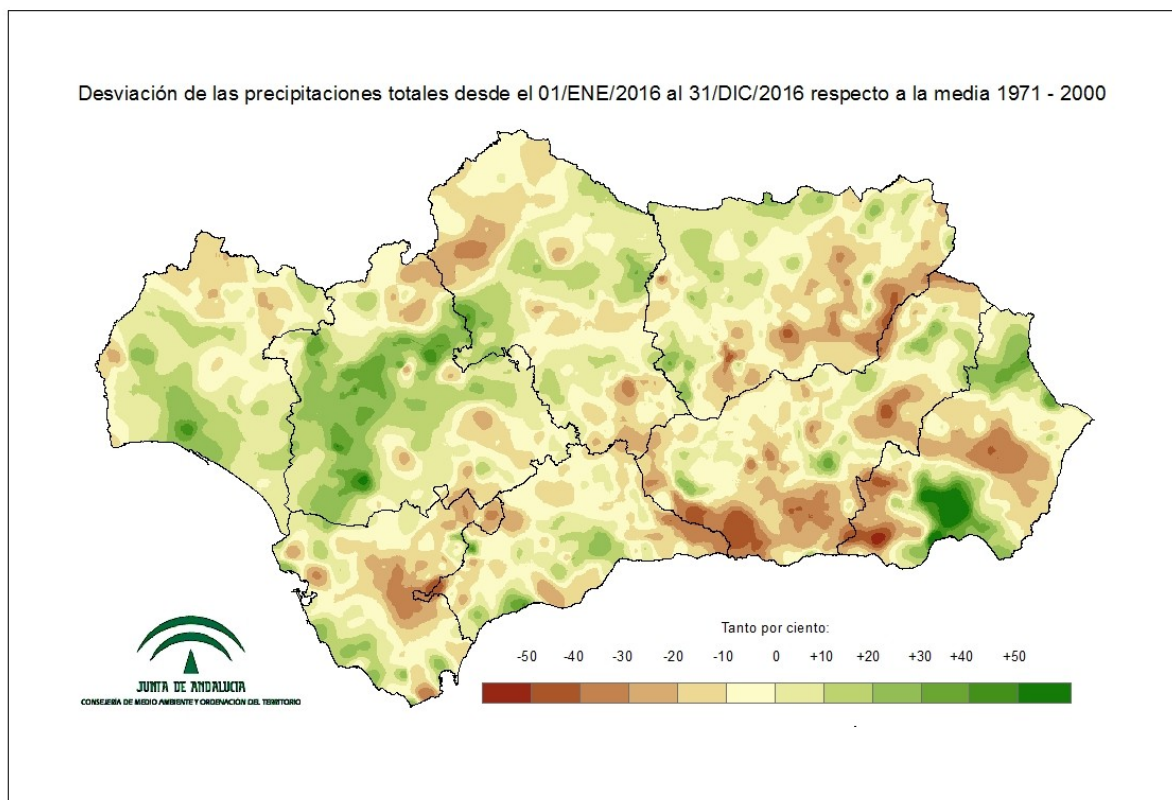 Desviación de las precipitaciones totales desde el 01/ENE/2016 al 31/DIC/2016 respecto a la media 1971 - 2000
Tanto por ciento:
-50 -40 -30 -20 -10 0 +10 +20 +30 +40 +50
JUNTA DE ANDALUCIA
CONSEJERÍA DE MEDIO AMBIENTE Y ORDENACIÓN DEL TERRITORIO